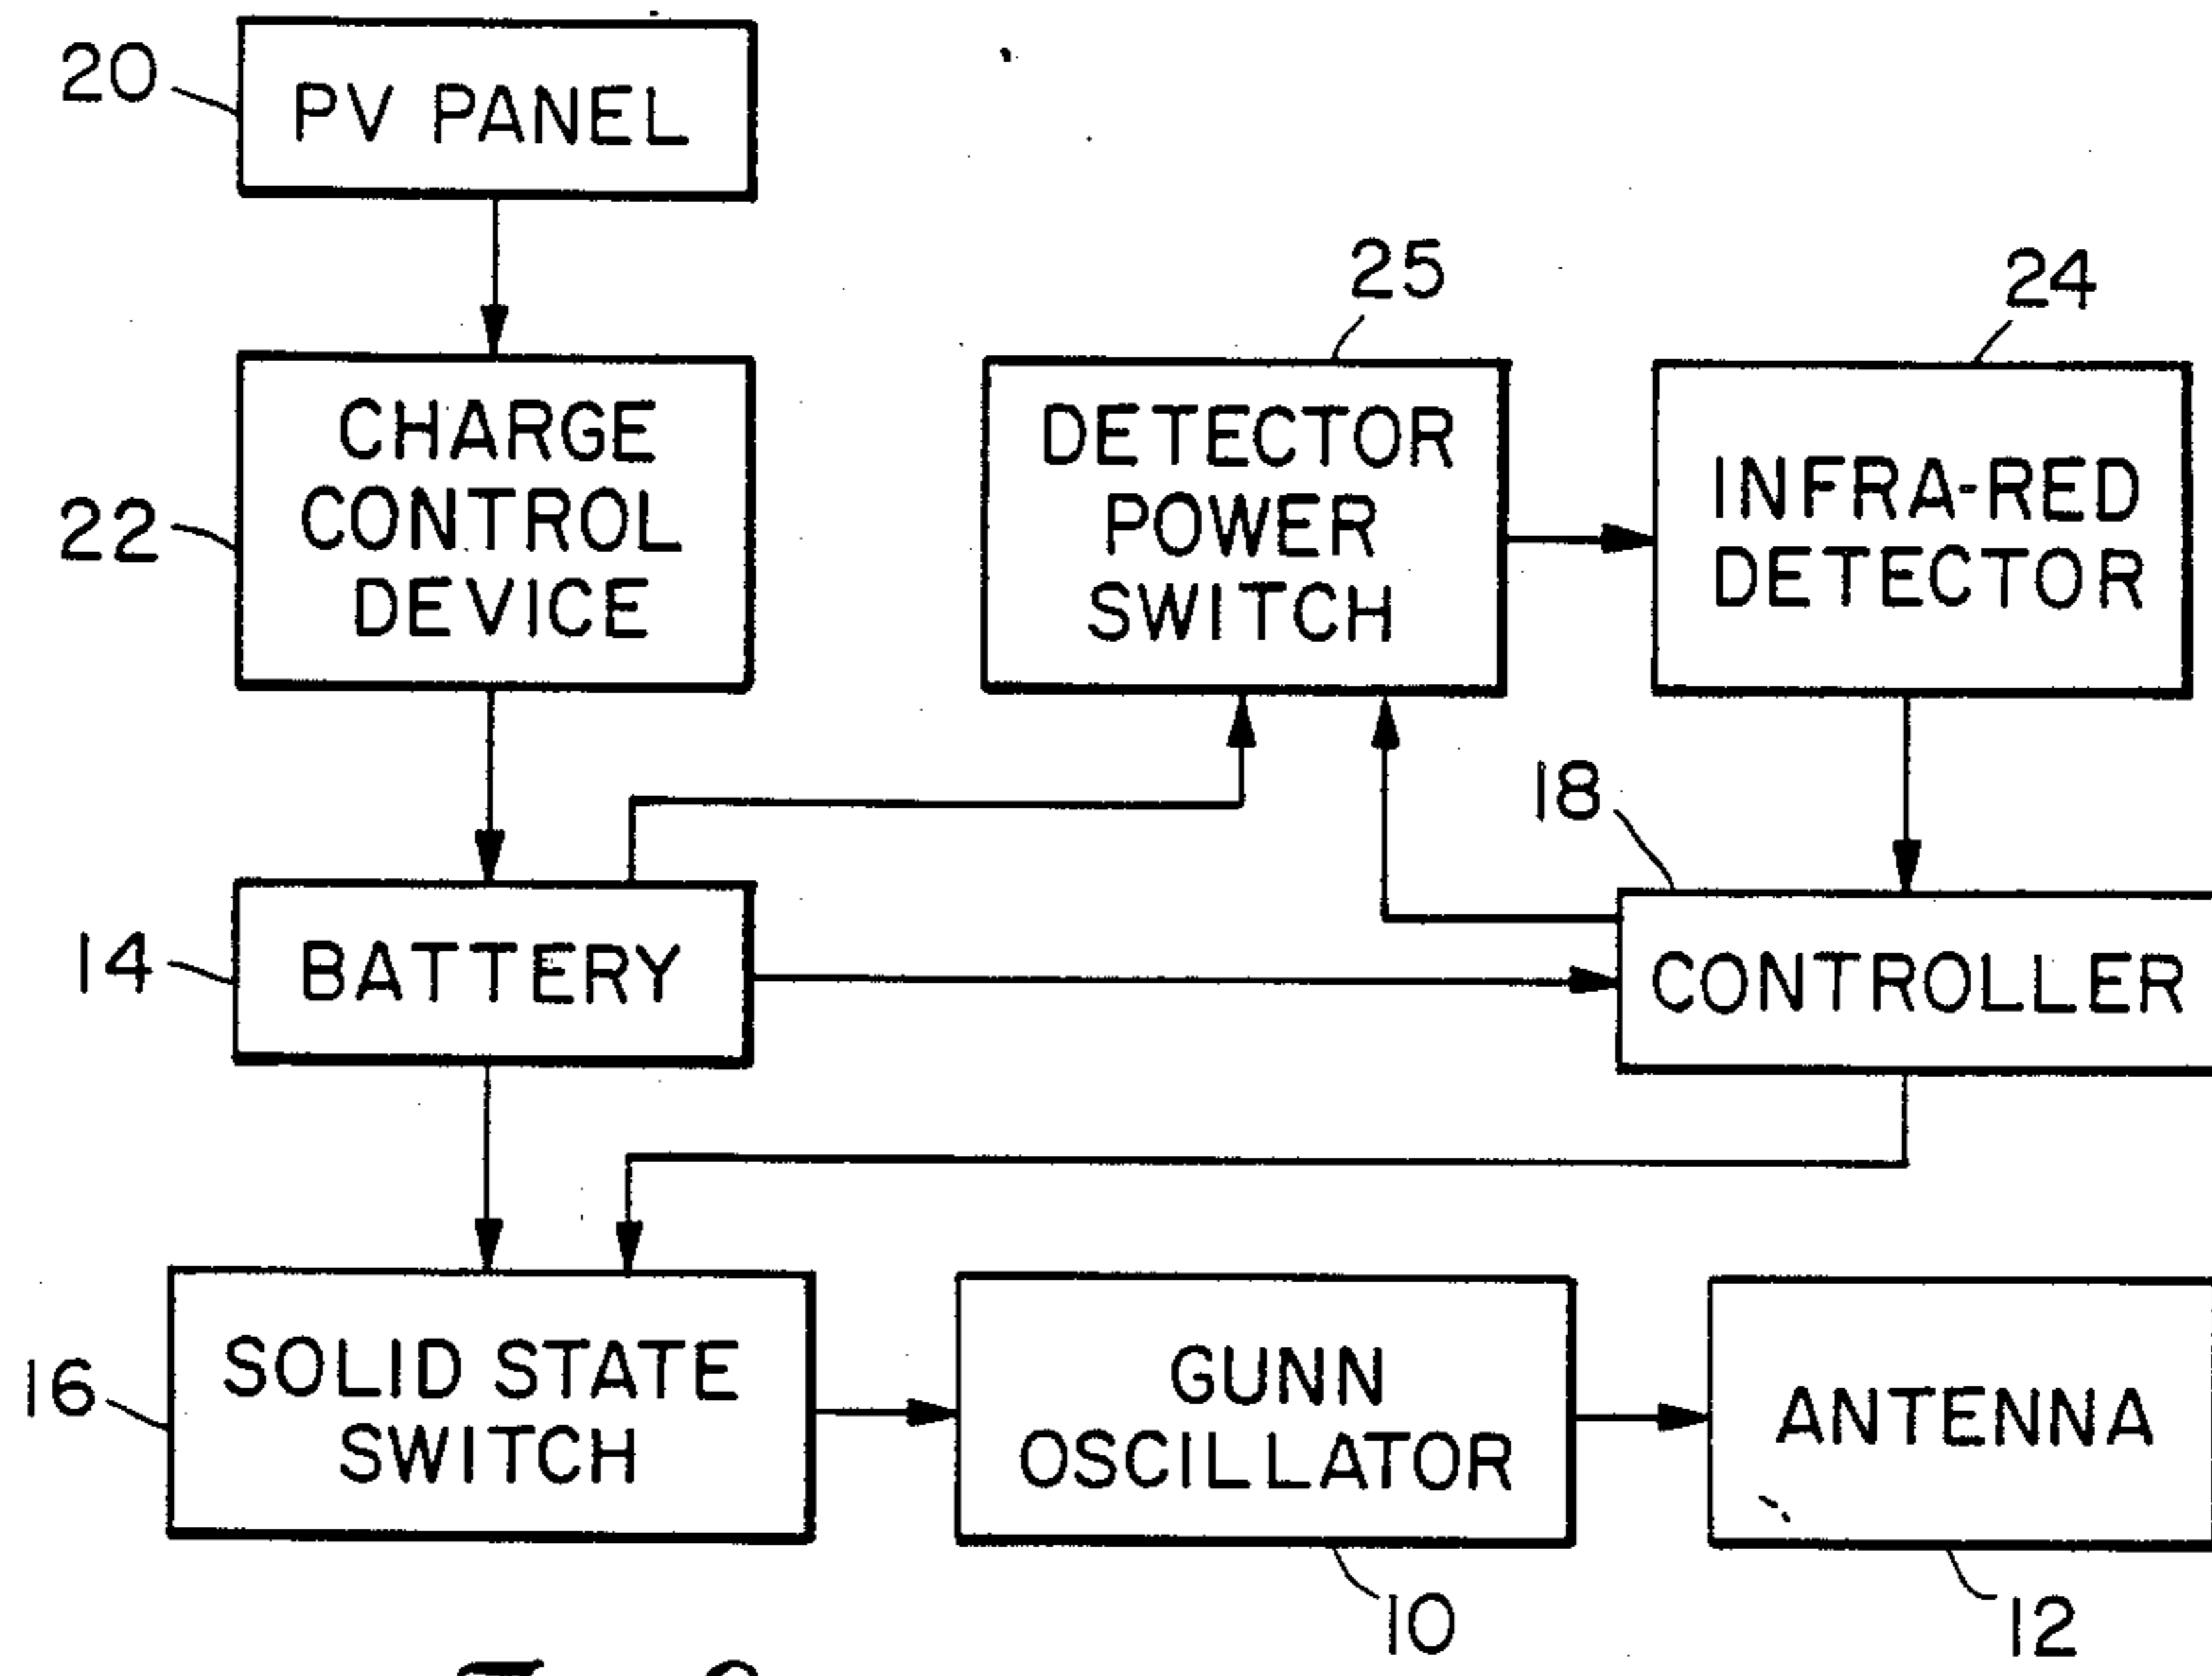 20
PV PANEL
25
24
CHARGE
CONTROL
DEVICE
22
DETECTOR
POWER
SWITCH
INFRA-RED
DETECTOR
18
14
BATTERY
CONTROLLER
16
SOLID STATE
SWITCH
GUNN
OSCILLATOR
ANTENNA
10
12